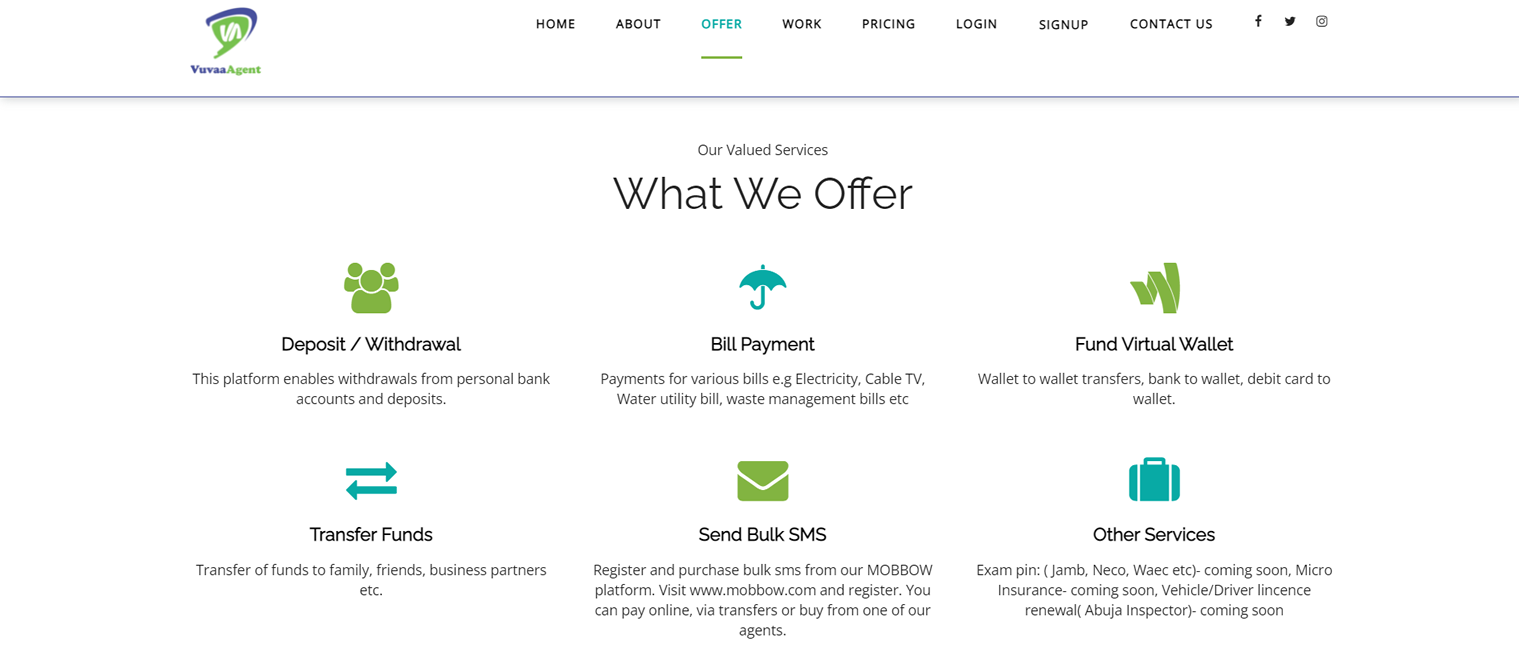 VuvaaAgent
HOME ABOUT OFFER WORK PRICING LOGIN SIGNUP CONTACT US
Our Valued Services
What We Offer
Deposit / Withdrawal
This platform enables withdrawals from personal bank
accounts and deposits.
Bill Payment
Payments for various bills e.g Electricity, Cable TV,
Water utility bill, waste management bills etc
Fund Virtual Wallet
Wallet to wallet transfers, bank to wallet, debit card to
wallet.
Transfer Funds
Transfer of funds to family, friends, business partners
etc.
Send Bulk SMS
Register and purchase bulk sms from our MOBBOW
platform. Visit www.mobbow.com and register. You
can pay online, via transfers or buy from one of our
agents.
Other Services
Exam pin: ( Jamb, Neco, Waec etc)- coming soon, Micro
Insurance- coming soon, Vehicle/Driver lincence
renewal( Abuja Inspector)- coming soon